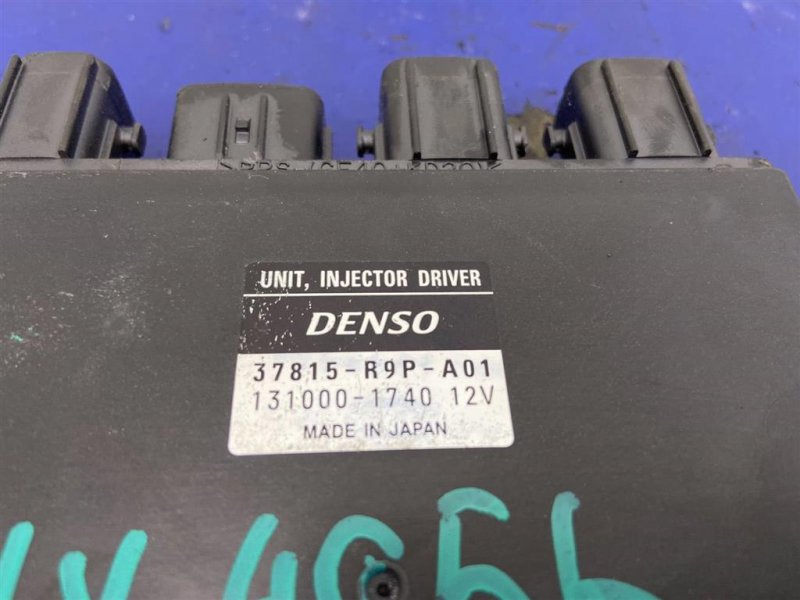 UNIT, INJECTOR DRIVER
DENSO
37815-R9P-A01
131000-1740 12V
MADE IN JAPAN